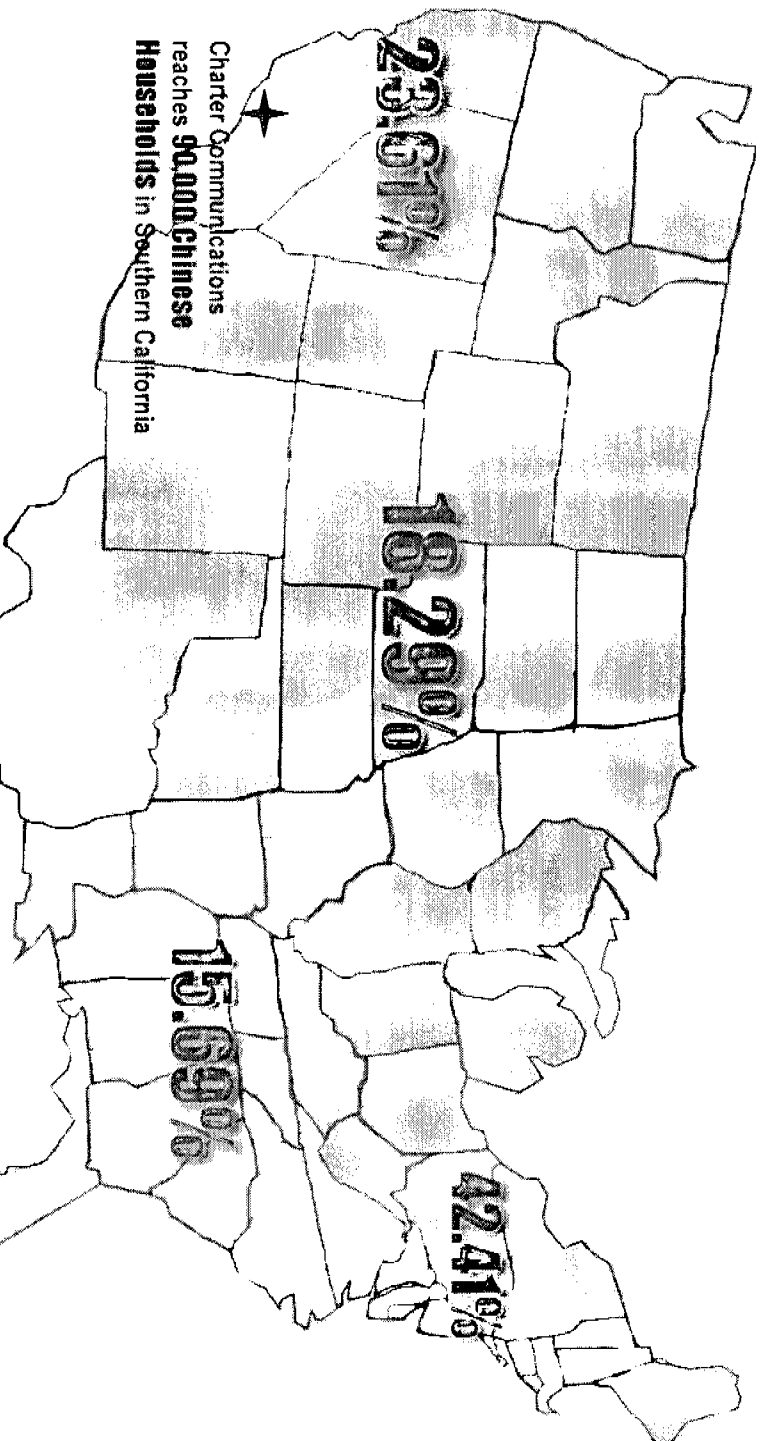 23.61%
18.29%
15.69%
42.41%
Charter Communications
reaches 90,000 Chinese
Households in Southern California